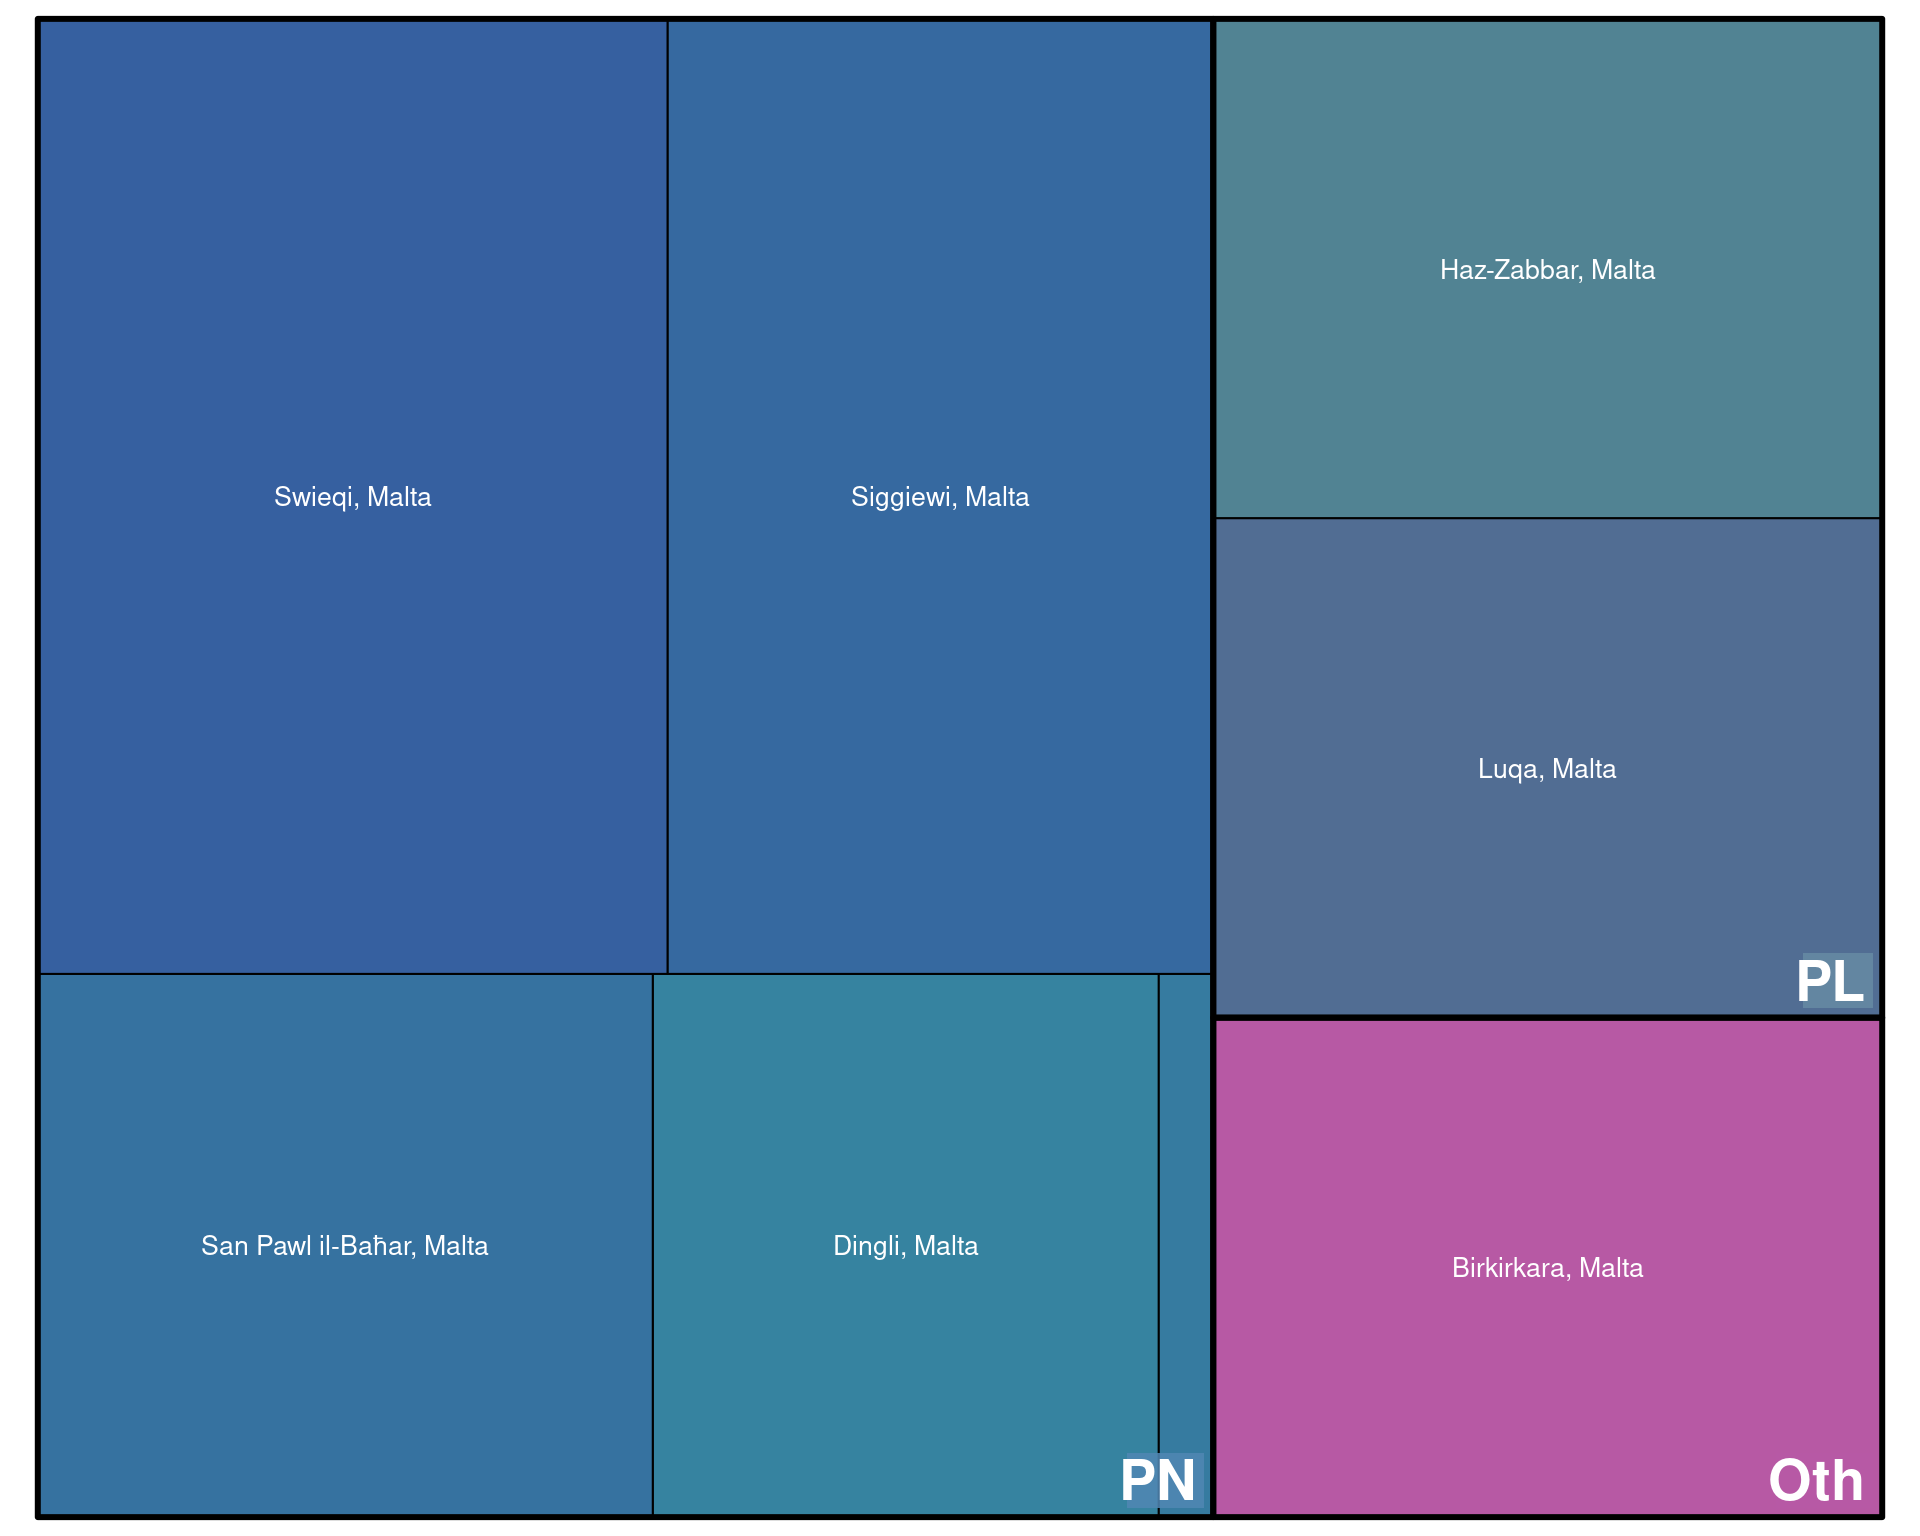 Swieqi, Malta
Siggiewi, Malta
San Pawl il-Baħar, Malta
Dingli, Malta
PN
Haz-Zabbar, Malta
Luqa, Malta
PL
Birkirkara, Malta
Oth